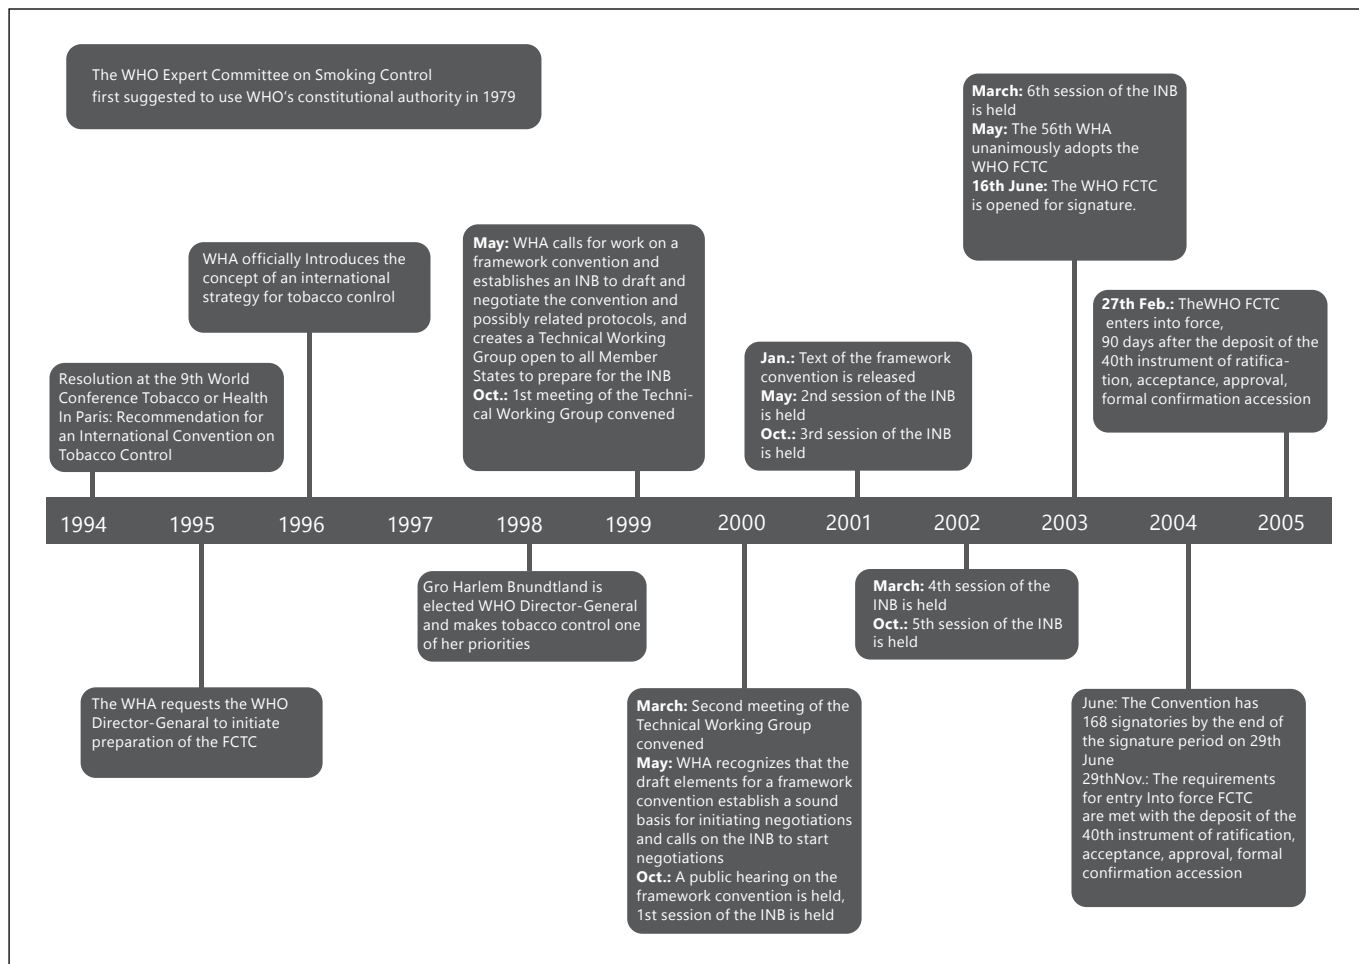 The WHO Expert Committee on Smoking Control
first suggested to use WHO's constitutional authority in 1979
March: 6th session of the INB
is held
May: The 56th WHA
unanimously adopts the
WHO FCTC
16th June: The WHO FCTC
is opened for signature.
WHA officially Introduces the
concept of an international
strategy for tobacco conlrol
May: WHA calls for work on a
framework convention and
establishes an INB to draft and
negotiate the convention and
possibly related protocols, and
creates a Technical Working
Group open to all Member
States to prepare for the INB
Oct.: 1st meeting of the Techni-
cal Working Group convened
27th Feb.: TheWHO FCTC
enters into force,
90 days after the deposit of the
40th instrument of ratifica-
tion, acceptance, approval,
formal confirmation accession
Jan.: Text of the framework
convention is released
May: 2nd session of the INB
is held
Oct.: 3rd session of the INB
is held
Resolution at the 9th World
Conference Tobacco or Health
In Paris: Recommendation for
an International Convention on
Tobacco Control
1994 1995 1996 1997 1998 1999 2000 2001 2002 2003 2004 2005
Gro Harlem Bnundtland is
elected WHO Director-General
and makes tobacco control one
of her priorities
March: 4th session of the
INB is held
Oct.: 5th session of the INB
is held
The WHA requests the WHO
Director-Genaral to initiate
preparation of the FCTC
March: Second meeting of the
Technical Working Group
convened
May: WHA recognizes that the
draft elements for a framework
convention establish a sound
basis for initiating negotiations
and calls on the INB to start
negotiations
Oct.: A public hearing on the
framework convention is held,
1st session of the INB is held
June: The Convention has
168 signatories by the end of
the signature period on 29th
June
29thNov.: The requirements
for entry Into force FCTC
are met with the deposit of the
40th instrument of ratification,
acceptance, approval, formal
confirmation accession